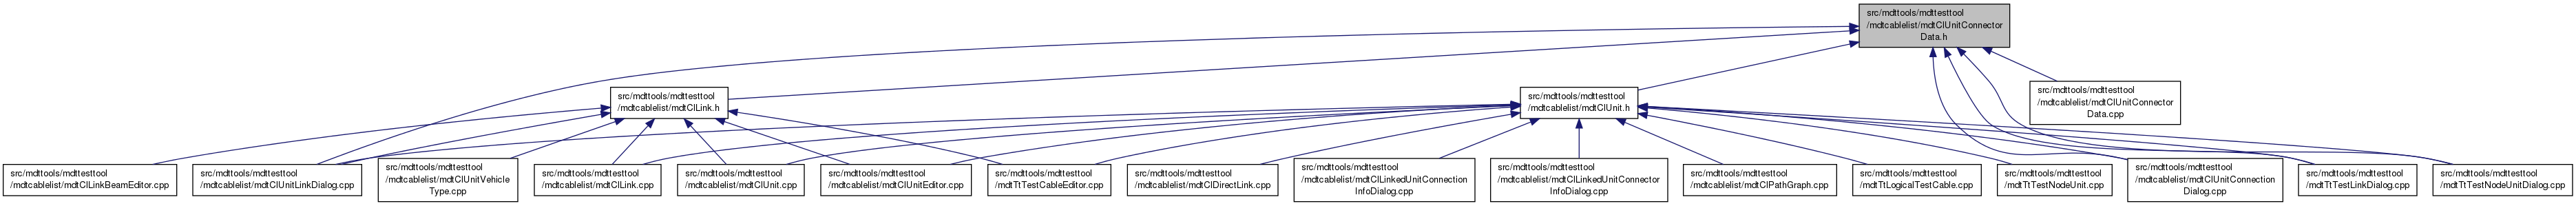 src/mdttools/mdttesttool
/mdtcablelist/mdtClUnitConnector
Data.h
src/mdttools/mdttesttool
/mdtcablelist/mdtClLink.h
src/mdttools/mdttesttool
/mdtcablelist/mdtClUnit.h
src/mdttools/mdttesttool
/mdtcablelist/mdtClUnitConnector
Data.cpp
src/mdttools/mdttesttool
/mdtcablelist/mdtClLinkBeamEditor.cpp
src/mdttools/mdttesttool
/mdtcablelist/mdtClUnitLinkDialog.cpp
src/mdttools/mdttesttool
/mdtcablelist/mdtClUnitVehicle
Type.cpp
src/mdttools/mdttesttool
/mdtcablelist/mdtClLink.cpp
src/mdttools/mdttesttool
/mdtcablelist/mdtClUnit.cpp
src/mdttools/mdttesttool
/mdtcablelist/mdtClUnitEditor.cpp
src/mdttools/mdttesttool
/mdtTtTestCableEditor.cpp
src/mdttools/mdttesttool
/mdtcablelist/mdtClDirectLink.cpp
src/mdttools/mdttesttool
/mdtcablelist/mdtClLinkedUnitConnection
InfoDialog.cpp
src/mdttools/mdttesttool
/mdtcablelist/mdtClLinkedUnitConnector
InfoDialog.cpp
src/mdttools/mdttesttool
/mdtcablelist/mdtClPathGraph.cpp
src/mdttools/mdttesttool
/mdtTtLogicalTestCable.cpp
src/mdttools/mdttesttool
/mdtTtTestNodeUnit.cpp
src/mdttools/mdttesttool
/mdtcablelist/mdtClUnitConnection
Dialog.cpp
src/mdttools/mdttesttool
/mdtTtTestLinkDialog.cpp
src/mdttools/mdttesttool
/mdtTtTestNodeUnitDialog.cpp